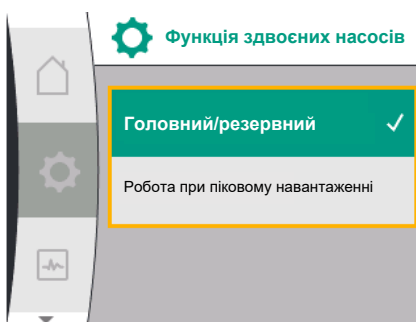 Функція здвоєних насосів
Головний/резервний
Робота при піковому навантаженні